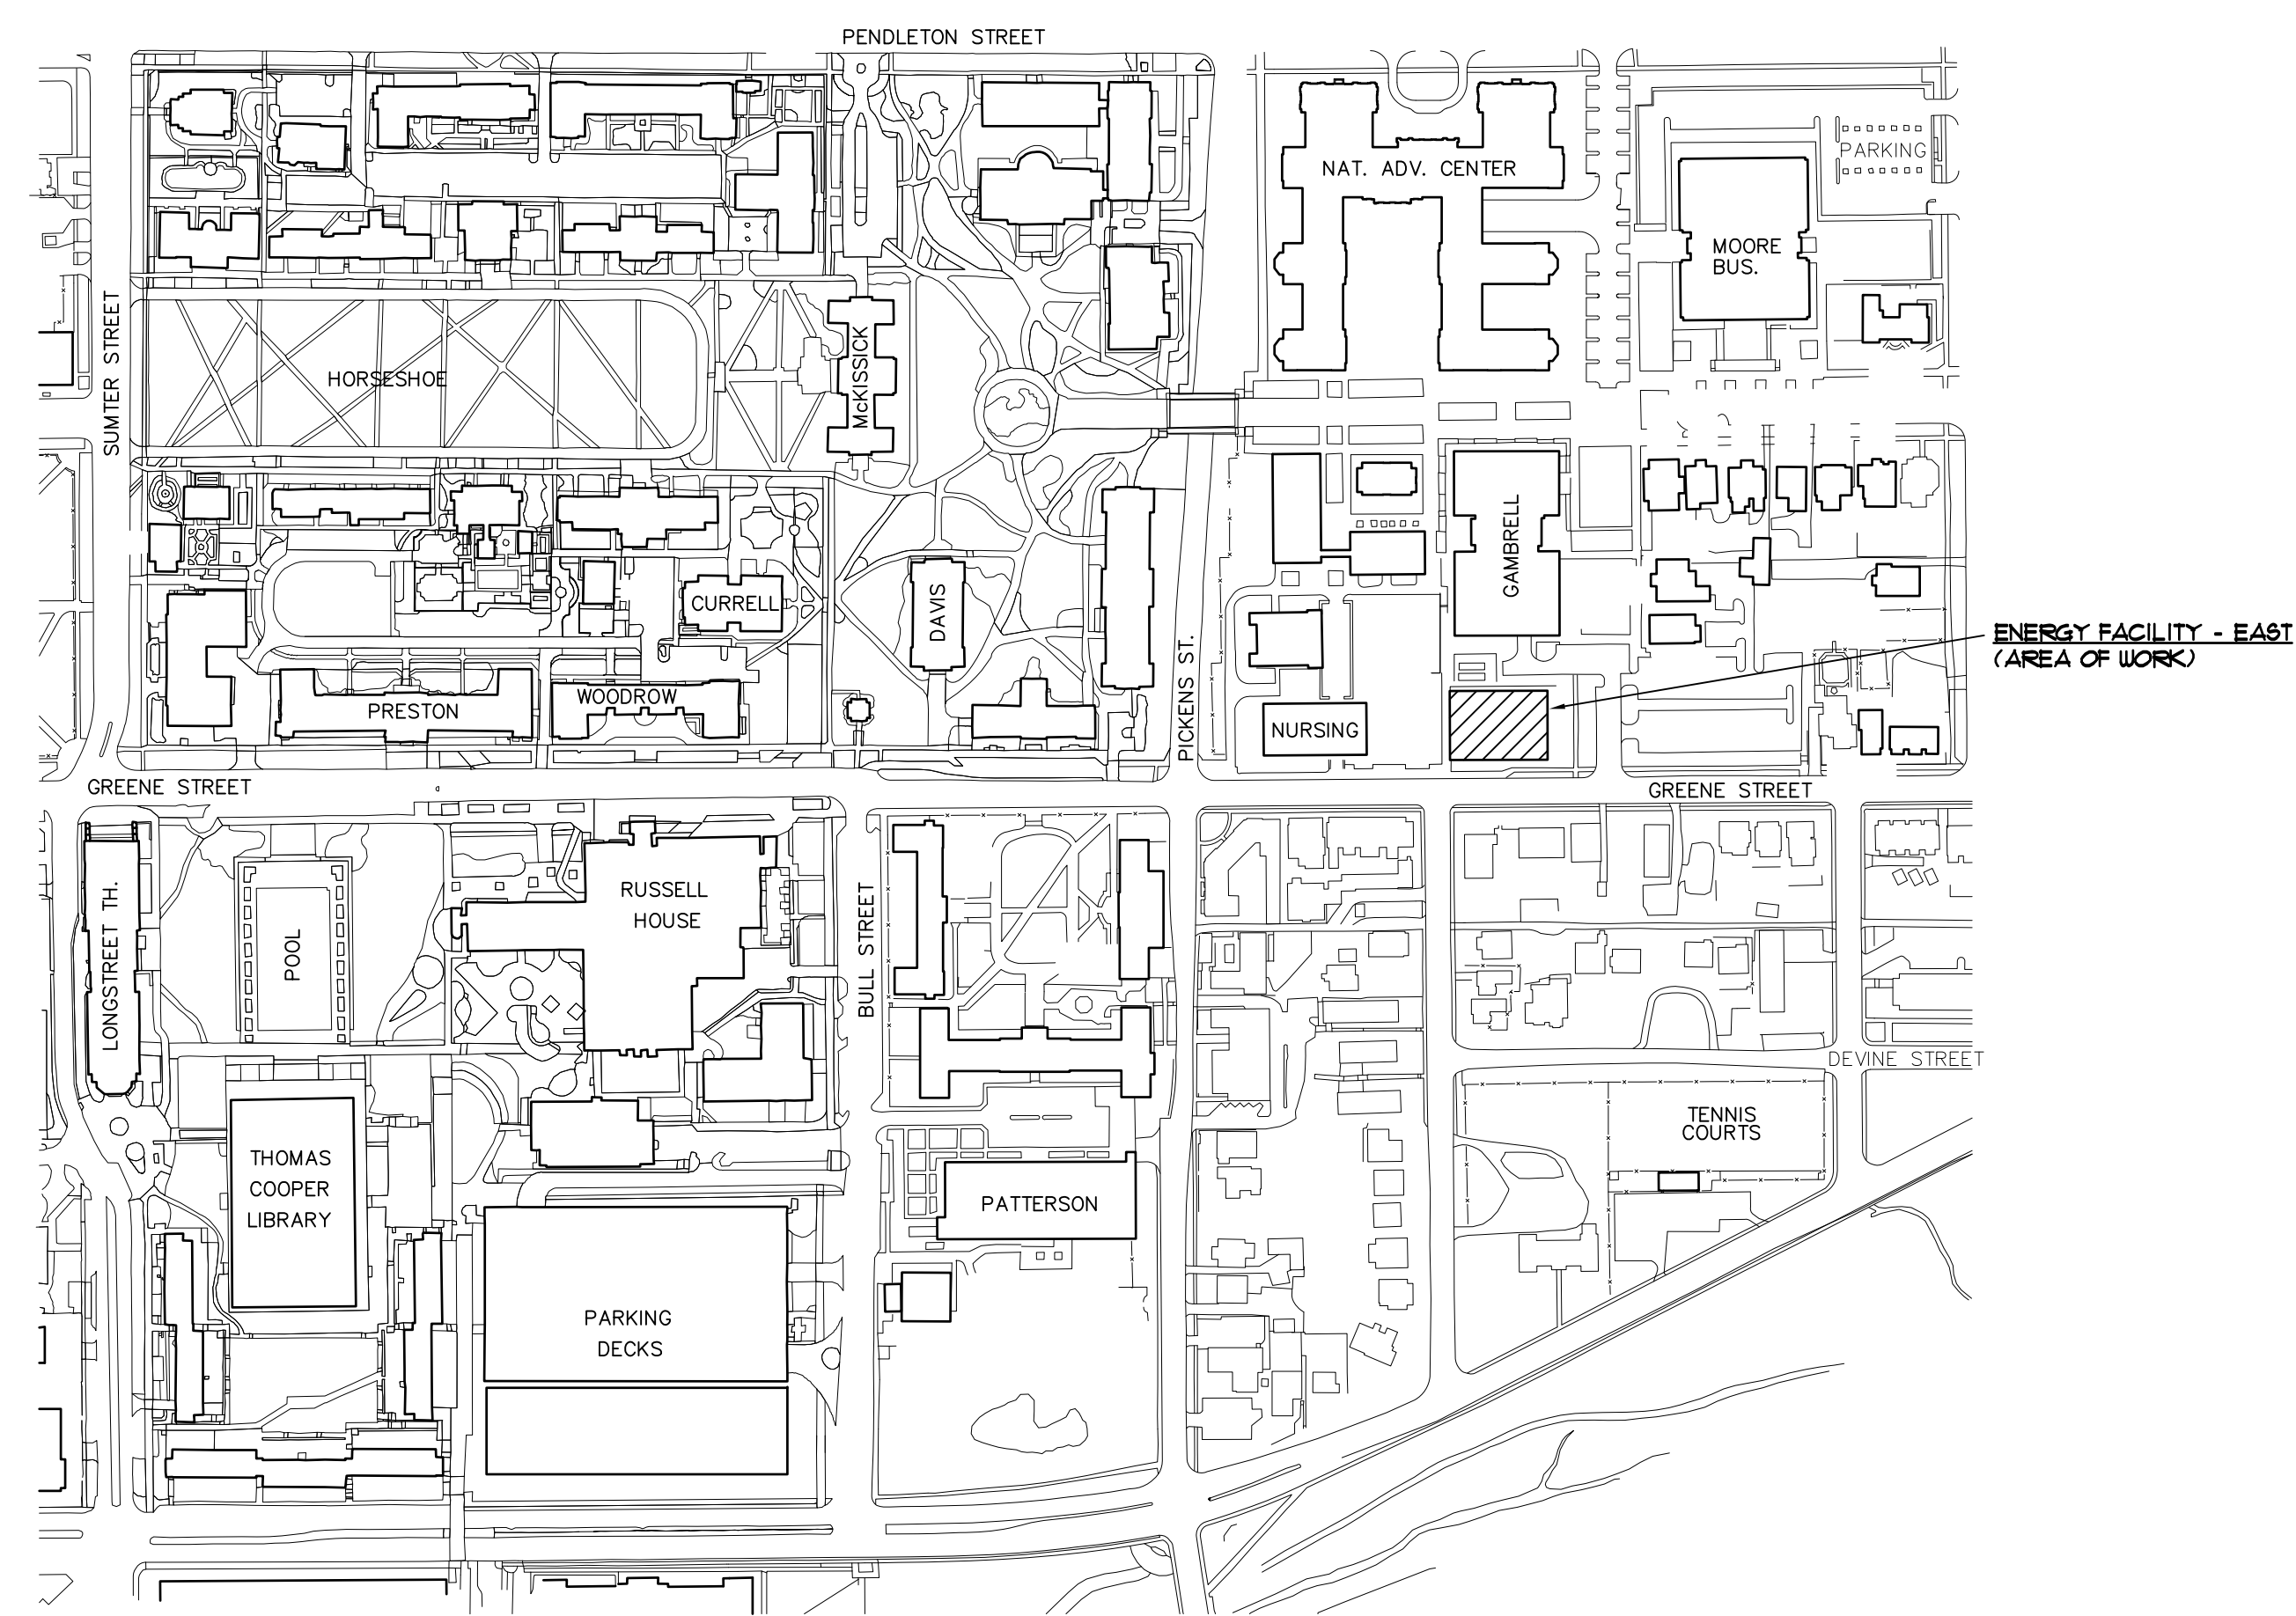 PENDLETON STREET
NAT. ADV. CENTER
PARKING
MOORE
BUS.
SUMTER STREET
HORSESHOE
McKISSICK
GAMBRELL
CURRELL
DAVIS
ENERGY FACILITY - EAST
(AREA OF WORK)
PICKENS ST.
WOODROW
PRESTON
NURSING
GREENE STREET
GREENE STREET
LONGSTREET TH.
POOL
RUSSELL
HOUSE
BULL STREET
DEVINE STREET
TENNIS
COURTS
THOMAS
COOPER
LIBRARY
PATTERSON
PARKING
DECKS